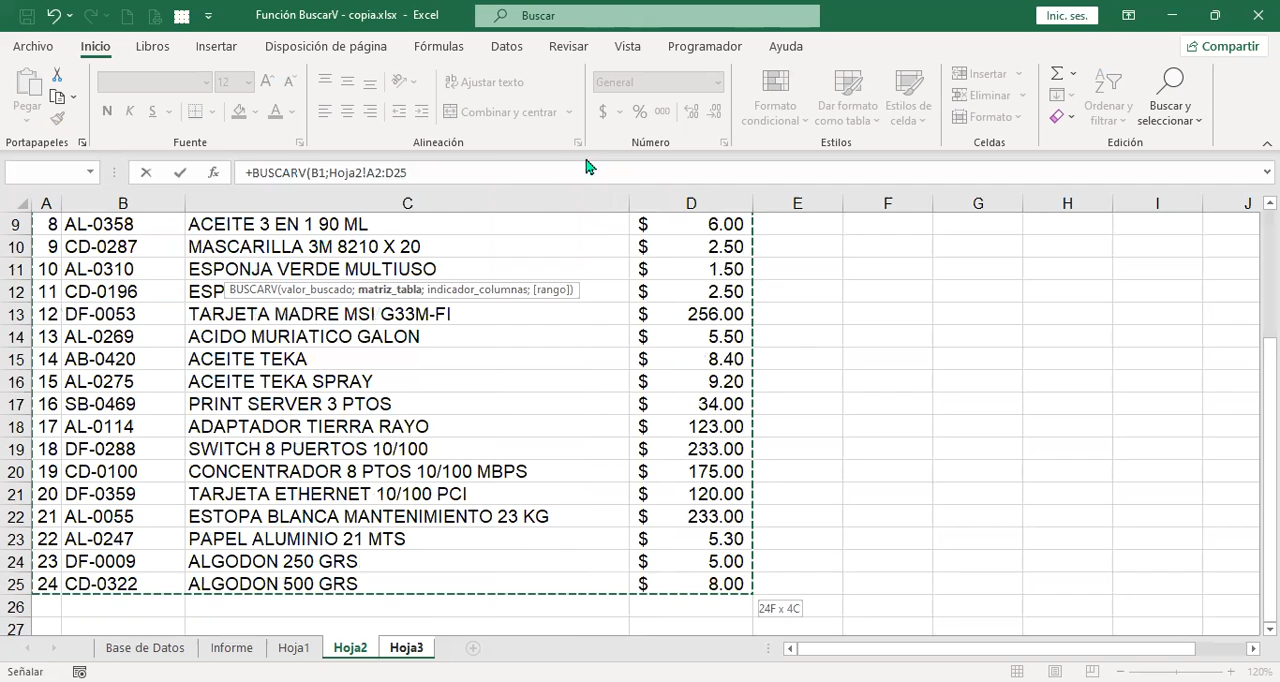 Función BuscarV - copia.xlsx - Excel
Buscar
Inic. ses.
Archivo Inicio Libros Insertar Disposición de página Fórmulas Datos Revisar Vista Programador Ayuda
Compartir
Pegar
12
N K S
Ajustar texto
Combinar y centrar
General
$ % 000
Formato condicional
Dar formato como tabla
Estilos de celda
Insertar
Eliminar
Formato
Ordenar y filtrar
Buscar y seleccionar
Portapapeles Fuente Alineación Número Estilos Celdas Edición
fx
+BUSCARV(B1;Hoja2!A2:D25
A B C D E F G H I J
9 8 AL-0358 ACEITE 3 EN 1 90 ML $ 6.00
10 9 CD-0287 MASCARILLA 3M 8210 X 20 $ 2.50
11 10 AL-0310 ESPONJA VERDE MULTIUSO $ 1.50
12 11 CD-0196 ESP $ 2.50
BUSCARV(valor_buscado; matriz_tabla; indicador_columnas; [rango])
13 12 DF-0053 TARJETA MADRE MSI G33M-FI $ 256.00
14 13 AL-0269 ACIDO MURIATICO GALON $ 5.50
15 14 AB-0420 ACEITE TEKA $ 8.40
16 15 AL-0275 ACEITE TEKA SPRAY $ 9.20
17 16 SB-0469 PRINT SERVER 3 PTOS $ 34.00
18 17 AL-0114 ADAPTADOR TIERRA RAYO $ 123.00
19 18 DF-0288 SWITCH 8 PUERTOS 10/100 $ 233.00
20 19 CD-0100 CONCENTRADOR 8 PTOS 10/100 MBPS $ 175.00
21 20 DF-0359 TARJETA ETHERNET 10/100 PCI $ 120.00
22 21 AL-0055 ESTOPA BLANCA MANTENIMIENTO 23 KG $ 233.00
23 22 AL-0247 PAPEL ALUMINIO 21 MTS $ 5.30
24 23 DF-0009 ALGODON 250 GRS $ 5.00
25 24 CD-0322 ALGODON 500 GRS $ 8.00
26
24F x 4C
27
Base de Datos Informe Hoja1 Hoja2 Hoja3
Señalar
120%